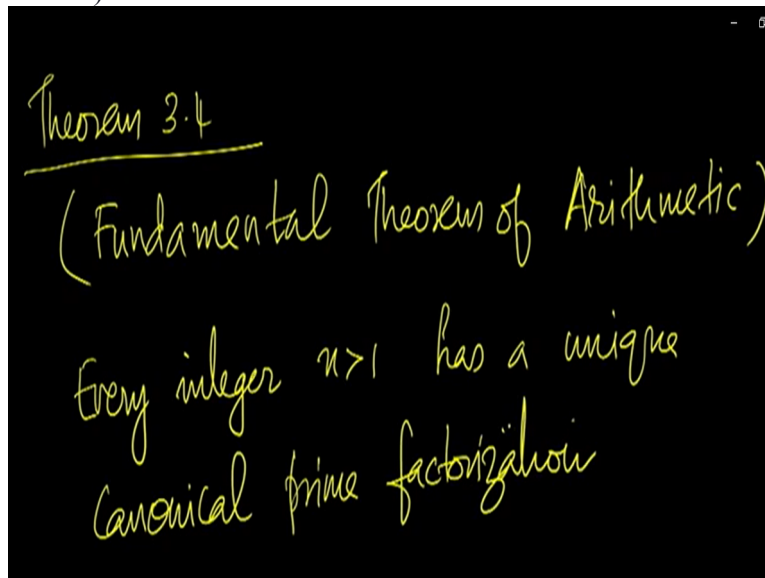 Theorem 3.4
(Fundamental Theorem of Arithmetic)
Every integer n>1 has a unique
Canonical prime factorization